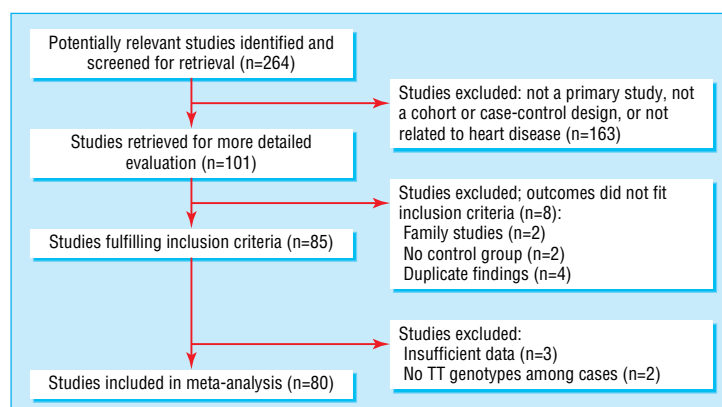 Potentially relevant studies identified and
screened for retrieval (n=264)
Studies excluded: not a primary study, not
a cohort or case-control design, or not
related to heart disease (n=163)
Studies retrieved for more detailed
evaluation (n=101)
Studies excluded; outcomes did not fit
inclusion criteria (n=8):
Family studies (n=2)
No control group (n=2)
Duplicate findings (n=4)
Studies fulfilling inclusion criteria (n=85)
Studies excluded:
Insufficient data (n=3)
No TT genotypes among cases (n=2)
Studies included in meta-analysis (n=80)